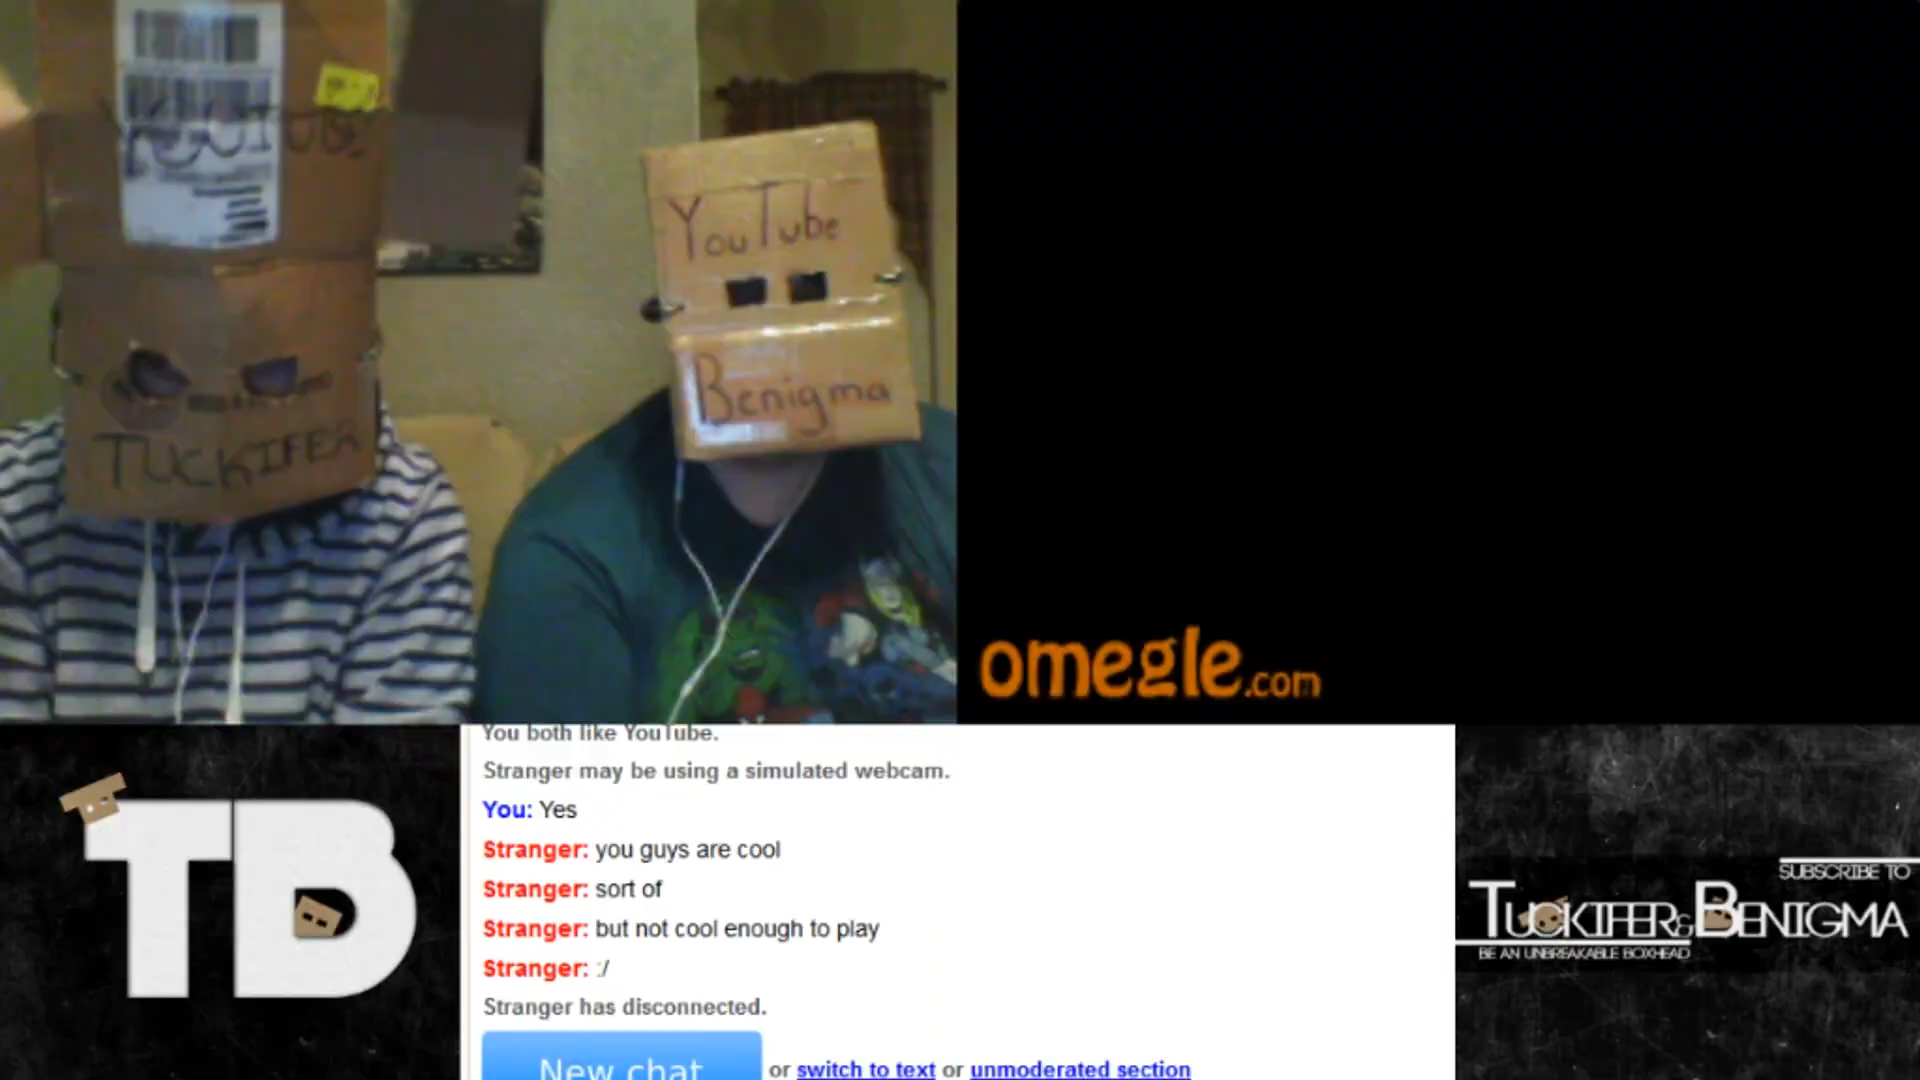 YOUTUBE
TUCKIFER
YouTube
Benigma
omegle.com
You both like YouTube.
Stranger may be using a simulated webcam.
You: Yes
Stranger: you guys are cool
Stranger: sort of
Stranger: but not cool enough to play
Stranger: :/
Stranger has disconnected.
New chat or switch to text or unmoderated section
TB
SUBSCRIBE TO
TUCKIFER & BENIGMA
BE AN UNBREAKABLE BOXHEAD